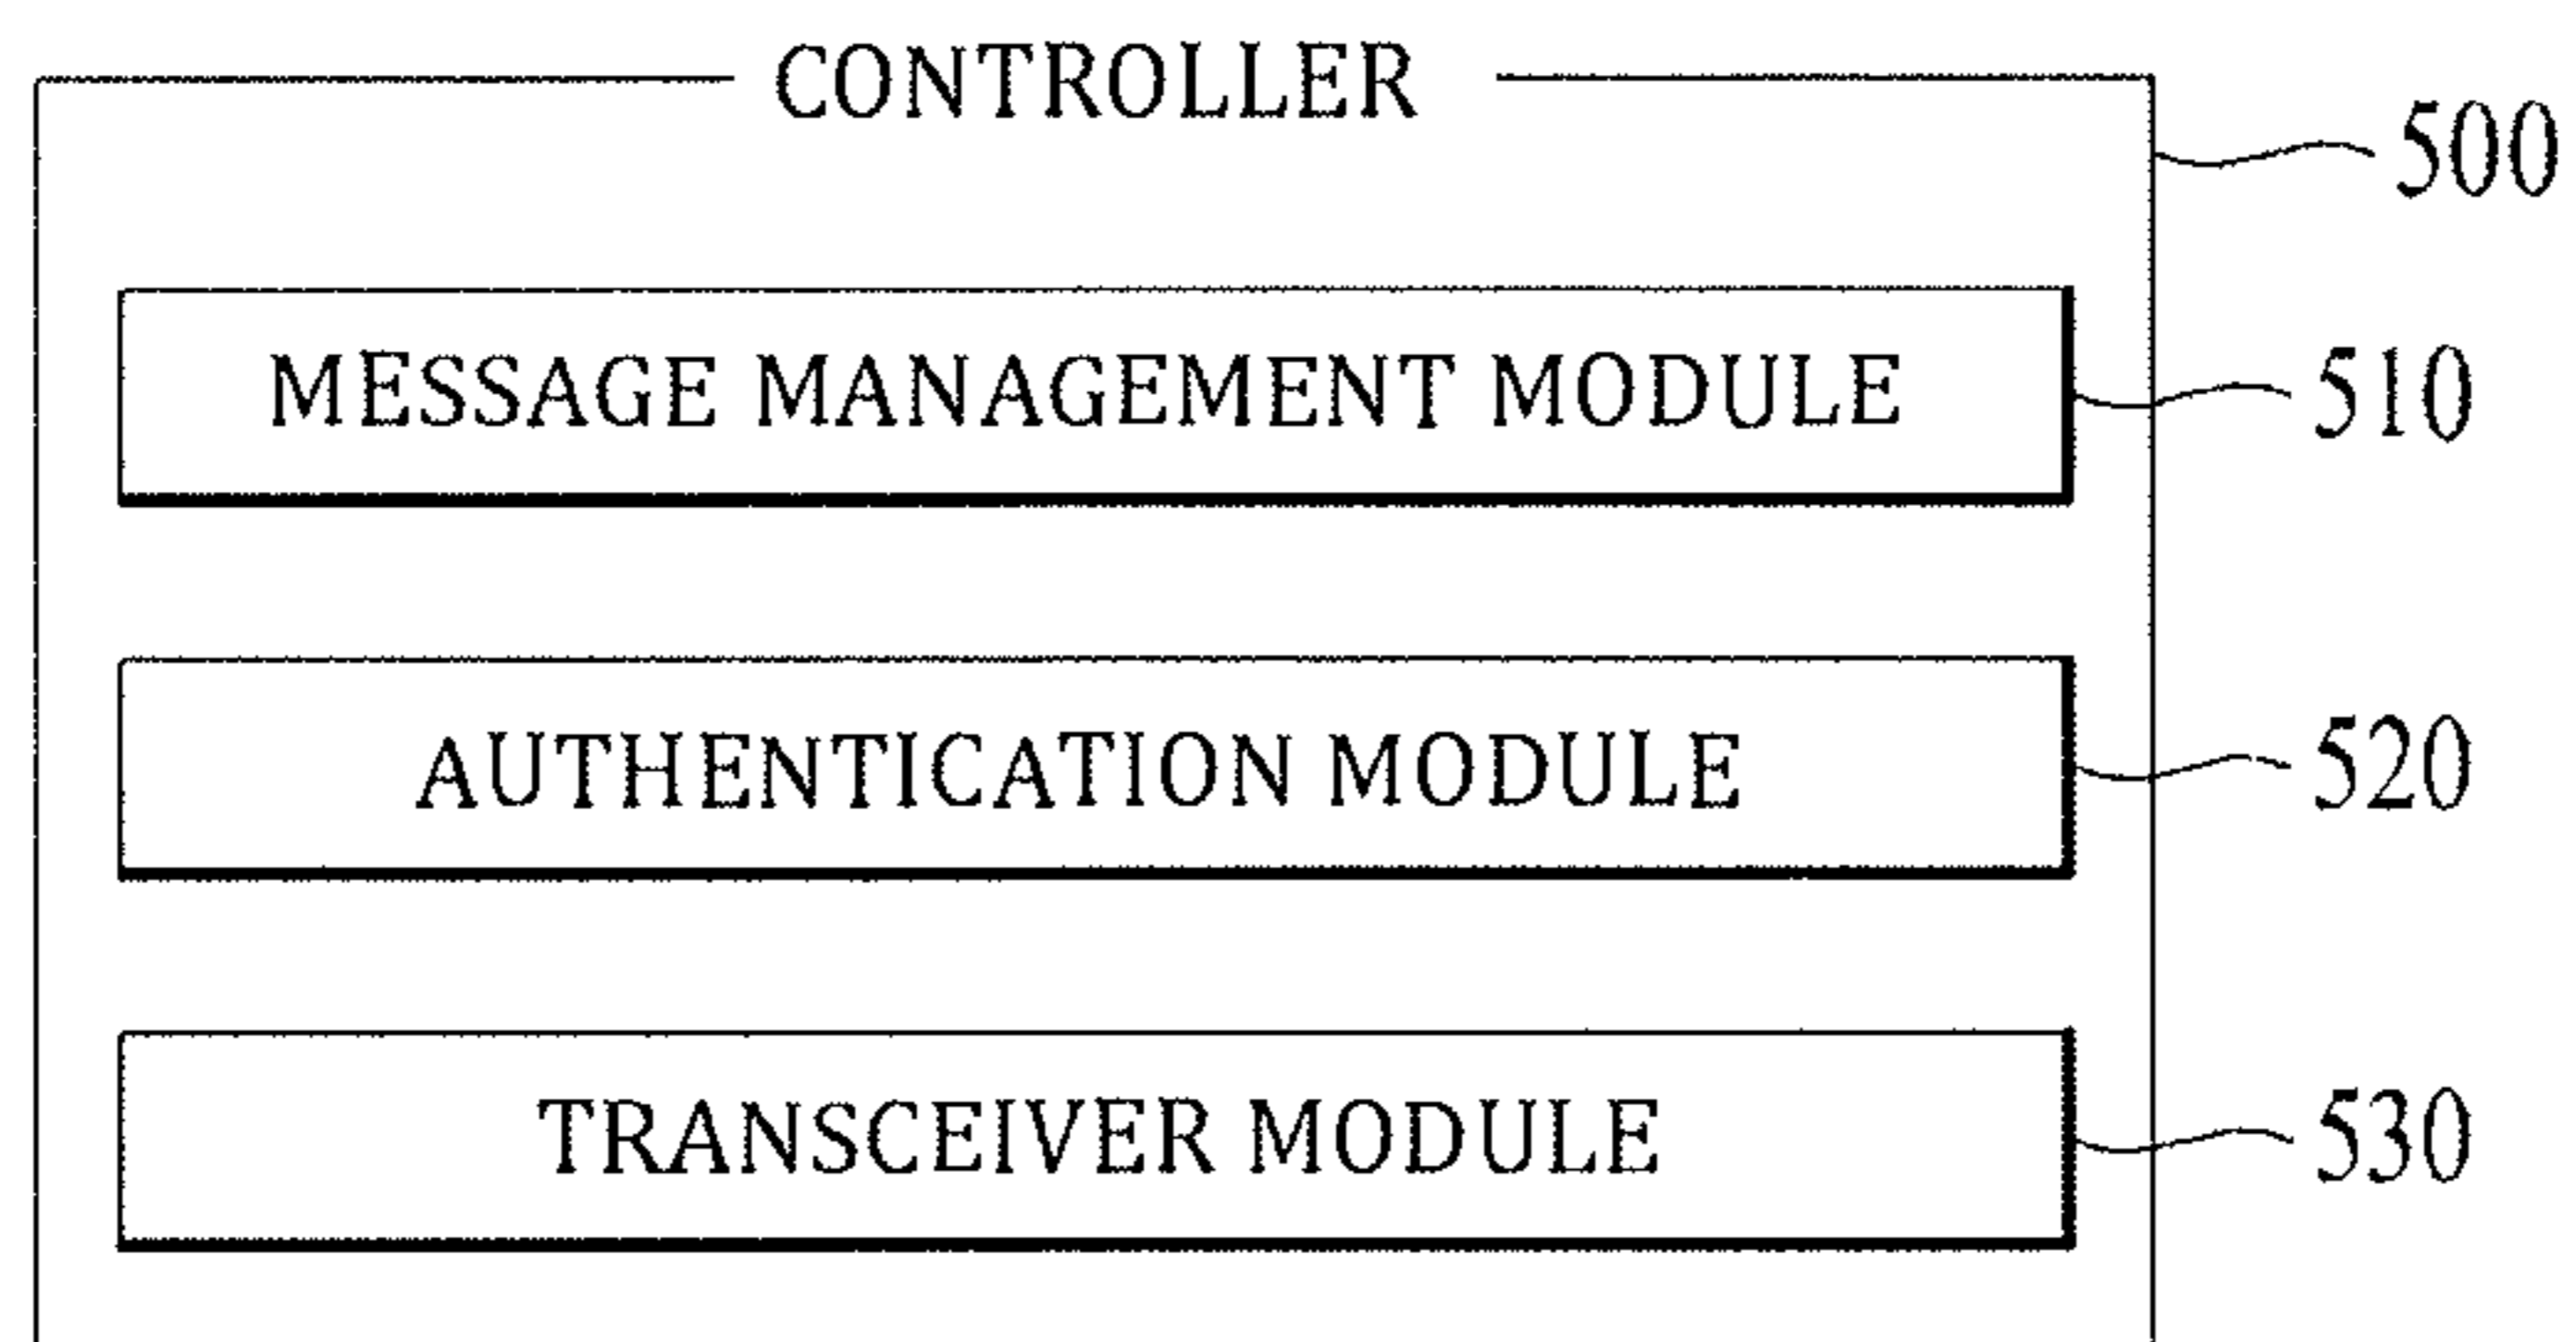 CONTROLLER
500
MESSAGE MANAGEMENT MODULE
510
AUTHENTICATION MODULE
520
TRANSCEIVER MODULE
530